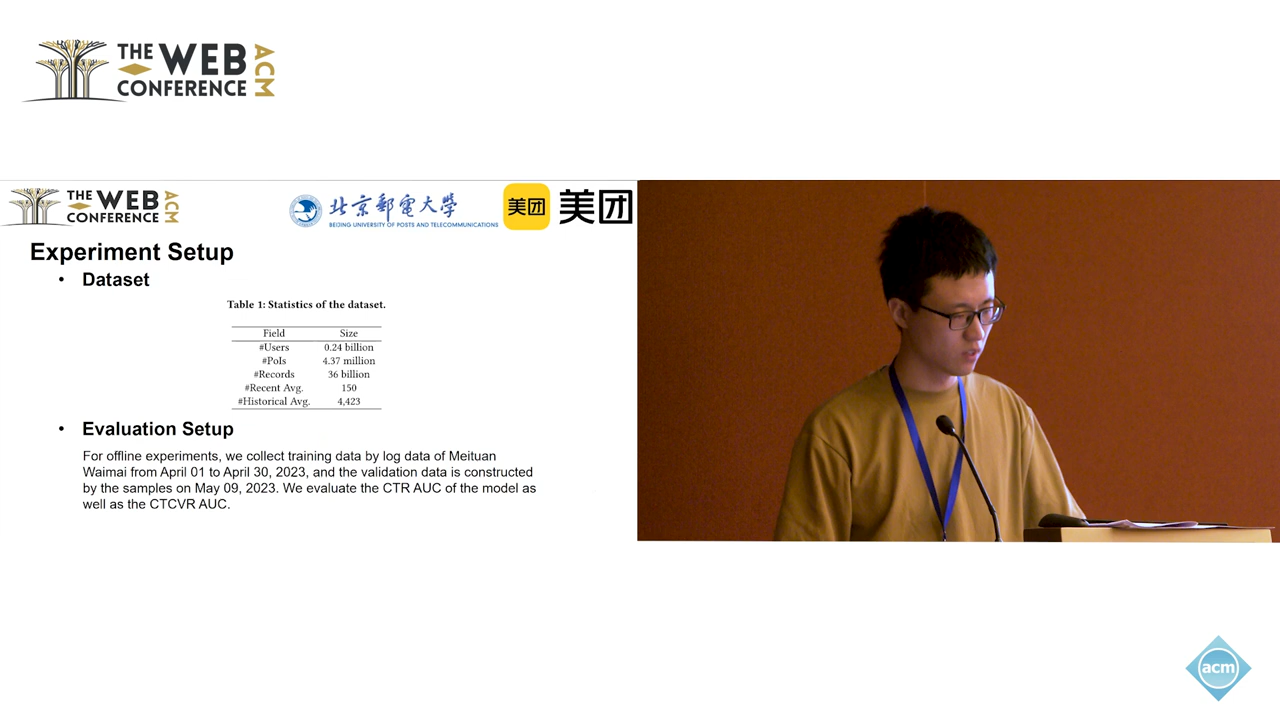 THE WEB
CONFERENCE
ACM
THE WEB
CONFERENCE
ACM
北京郵電大學
BEIJING UNIVERSITY OF POSTS AND TELECOMMUNICATIONS
美团 美团
Experiment Setup
• Dataset
Table 1: Statistics of the dataset.
Field Size
#Users 0.24 billion
#PoIs 4.37 million
#Records 36 billion
#Recent Avg. 150
#Historical Avg. 4,423
• Evaluation Setup
For offline experiments, we collect training data by log data of Meituan
Waimai from April 01 to April 30, 2023, and the validation data is constructed
by the samples on May 09, 2023. We evaluate the CTR AUC of the model as
well as the CTCVR AUC.
acm